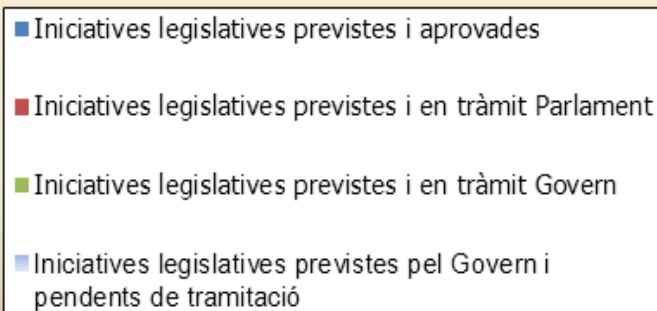 Iniciatives legislatives previstes i aprovades
Iniciatives legislatives previstes i en tràmit Parlament
Iniciatives legislatives previstes i en tràmit Govern
Iniciatives legislatives previstes pel Govern i
pendents de tramitació